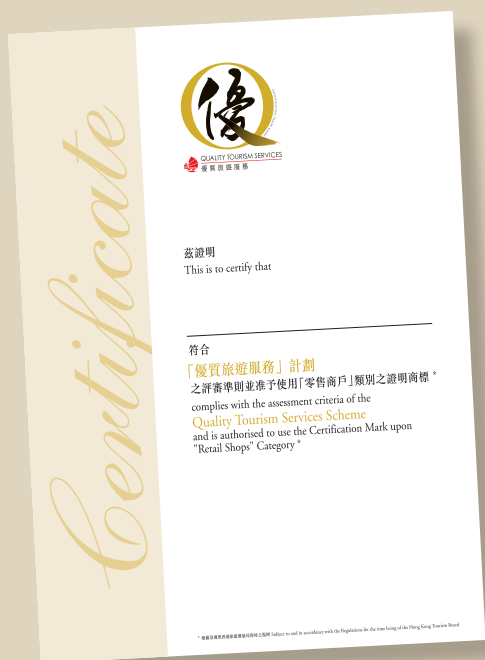 Certificate
優
QUALITY TOURISM SERVICES
優質旅遊服務
茲證明
This is to certify that
符合
「優質旅遊服務」計劃
之評審準則並准予使用「零售商戶」類別之證明商標 *
complies with the assessment criteria of the
Quality Tourism Services Scheme
and is authorised to use the Certification Mark upon
"Retail Shops" Category *
Subject to and in accordance with the Regulations for the time being of the Hong Kong Tourism Board